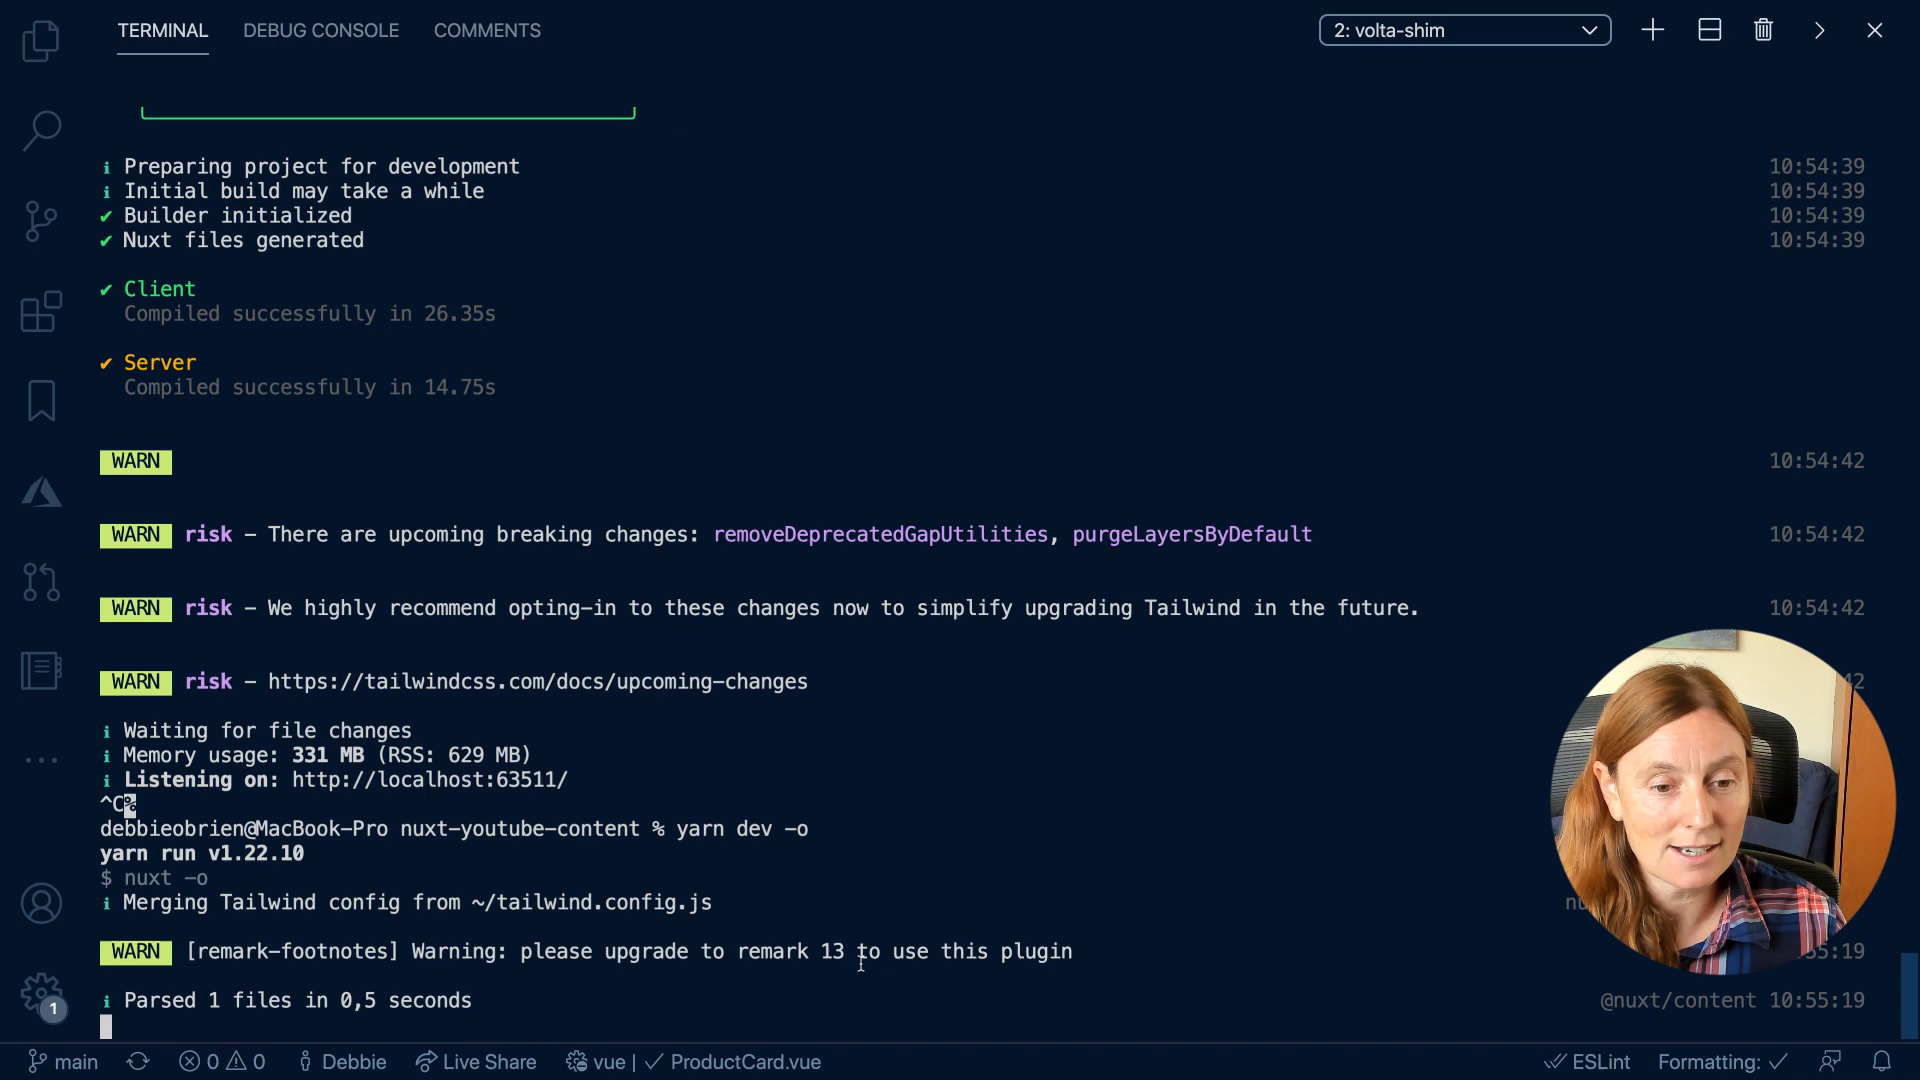 TERMINAL DEBUG CONSOLE COMMENTS 2: volta-shim
i Preparing project for development 10:54:39
i Initial build may take a while 10:54:39
✔ Builder initialized 10:54:39
✔ Nuxt files generated 10:54:39
✔ Client
Compiled successfully in 26.35s
✔ Server
Compiled successfully in 14.75s
WARN 10:54:42
WARN risk - There are upcoming breaking changes: removeDeprecatedGapUtilities, purgeLayersByDefault 10:54:42
WARN risk - We highly recommend opting-in to these changes now to simplify upgrading Tailwind in the future. 10:54:42
WARN risk - https://tailwindcss.com/docs/upcoming-changes
i Waiting for file changes
i Memory usage: 331 MB (RSS: 629 MB)
i Listening on: http://localhost:63511/
^C%
debbieobrien@MacBook-Pro nuxt-youtube-content % yarn dev -o
yarn run v1.22.10
$ nuxt -o
i Merging Tailwind config from ~/tailwind.config.js
WARN [remark-footnotes] Warning: please upgrade to remark 13 to use this plugin
i Parsed 1 files in 0,5 seconds @nuxt/content 10:55:19
1
main 0 0 Debbie Live Share vue | ✓ ProductCard.vue ESLint Formatting: ✓